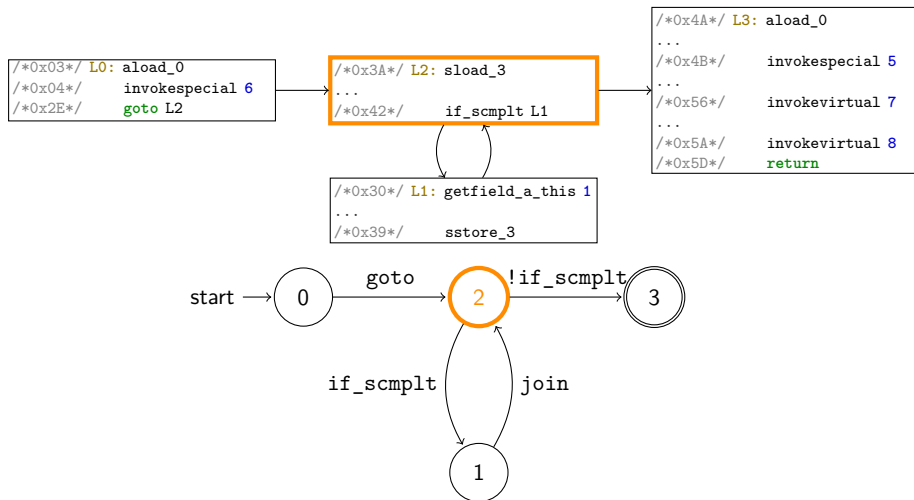 /*0x03*/ L0: aload_0
/*0x04*/ invokespecial 6
/*0x2E*/ goto L2
/*0x3A*/ L2: sload_3
...
/*0x42*/ if_scmplt L1
/*0x4A*/ L3: aload_0
...
/*0x4B*/ invokespecial 5
...
/*0x56*/ invokevirtual 7
...
/*0x5A*/ invokevirtual 8
/*0x5D*/ return
/*0x30*/ L1: getfield_a_this 1
...
/*0x39*/ sstore_3
start
0
goto
2
!if_scmplt
3
if_scmplt
join
1